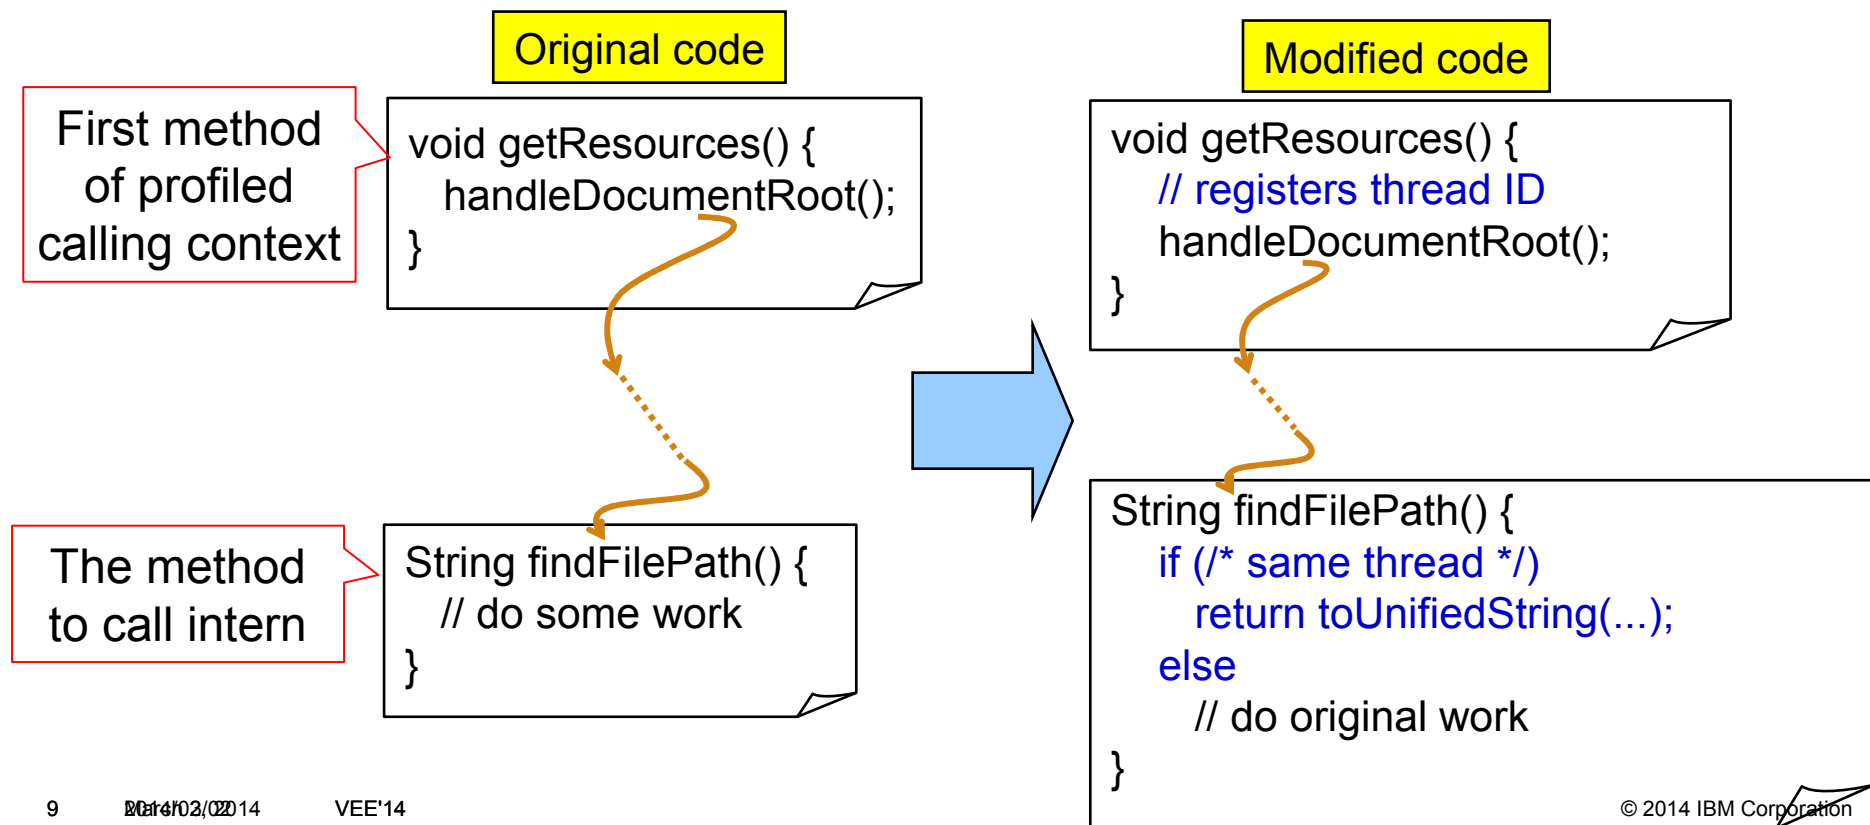 Original code
First method
of profiled
calling context
void getResources() {
handleDocumentRoot();
}
The method
to call intern
String findFilePath() {
// do some work
}
Modified code
void getResources() {
// registers thread ID
handleDocumentRoot();
}
String findFilePath() {
if (/* same thread */)
return toUnifiedString(...);
else
// do original work
}
9
VEE'14
© 2014 IBM Corporation